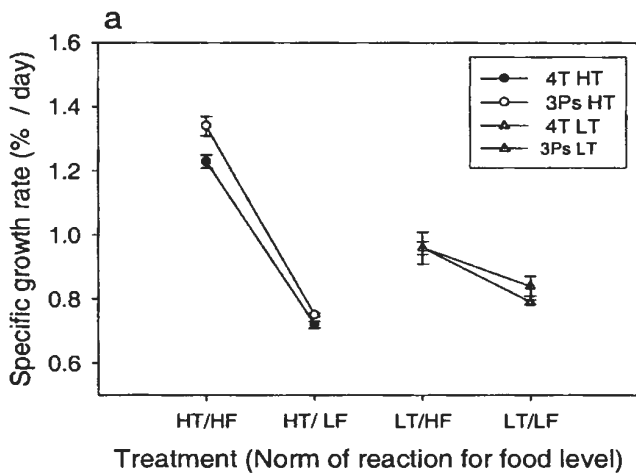 a
1.6
1.4
1.2
1.0
0.8
0.6
Specific growth rate (% / day)
4T HT
3Ps HT
4T LT
3Ps LT
HT/HF HT/ LF LT/HF LT/LF
Treatment (Norm of reaction for food level)